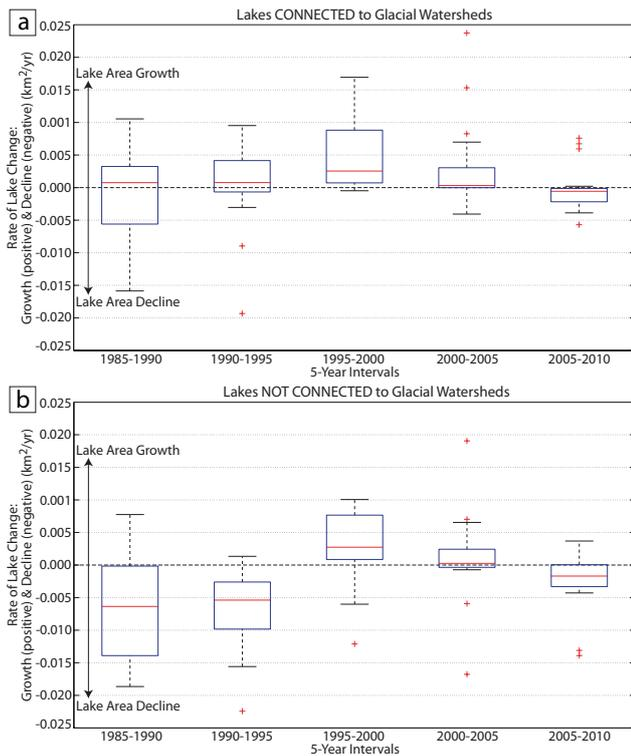 a
Lakes CONNECTED to Glacial Watersheds
Rate of Lake Change:
Growth (positive) & Decline (negative) (km²/yr)
0.025
0.020
0.015
0.001
0.005
0.000
-0.005
-0.010
-0.015
-0.020
-0.025
Lake Area Growth
Lake Area Decline
1985-1990 1990-1995 1995-2000 2000-2005 2005-2010
5-Year Intervals
b
Lakes NOT CONNECTED to Glacial Watersheds
Rate of Lake Change:
Growth (positive) & Decline (negative) (km²/yr)
0.025
0.020
0.015
0.001
0.005
0.000
-0.005
-0.010
-0.015
-0.020
-0.025
Lake Area Growth
Lake Area Decline
1985-1990 1990-1995 1995-2000 2000-2005 2005-2010
5-Year Intervals